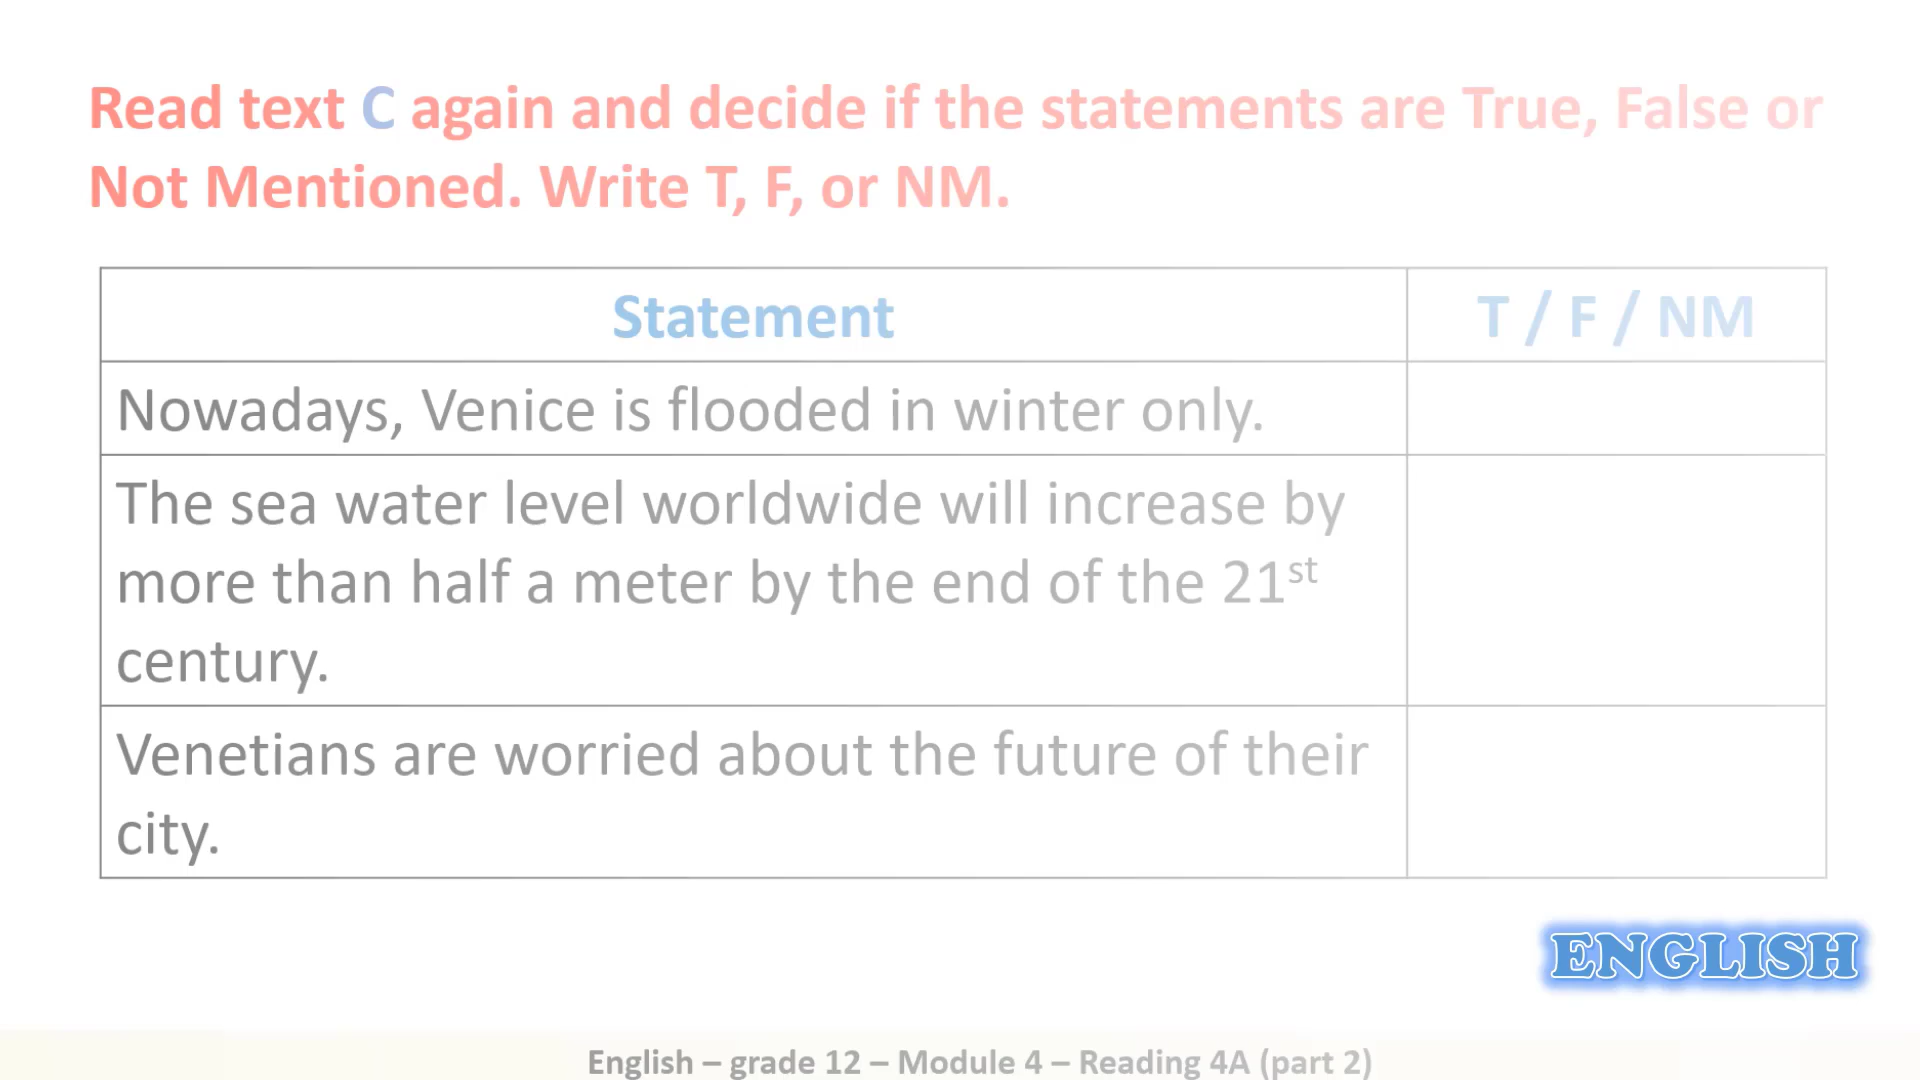 Read text C again and decide if the statements are True, False or
Not Mentioned. Write T, F, or NM.
Statement
T / F / NM
Nowadays, Venice is flooded in winter only.
The sea water level worldwide will increase by
more than half a meter by the end of the 21st
century.
Venetians are worried about the future of their
city.
ENGLISH
English – grade 12 – Module 4 – Reading 4A (part 2)